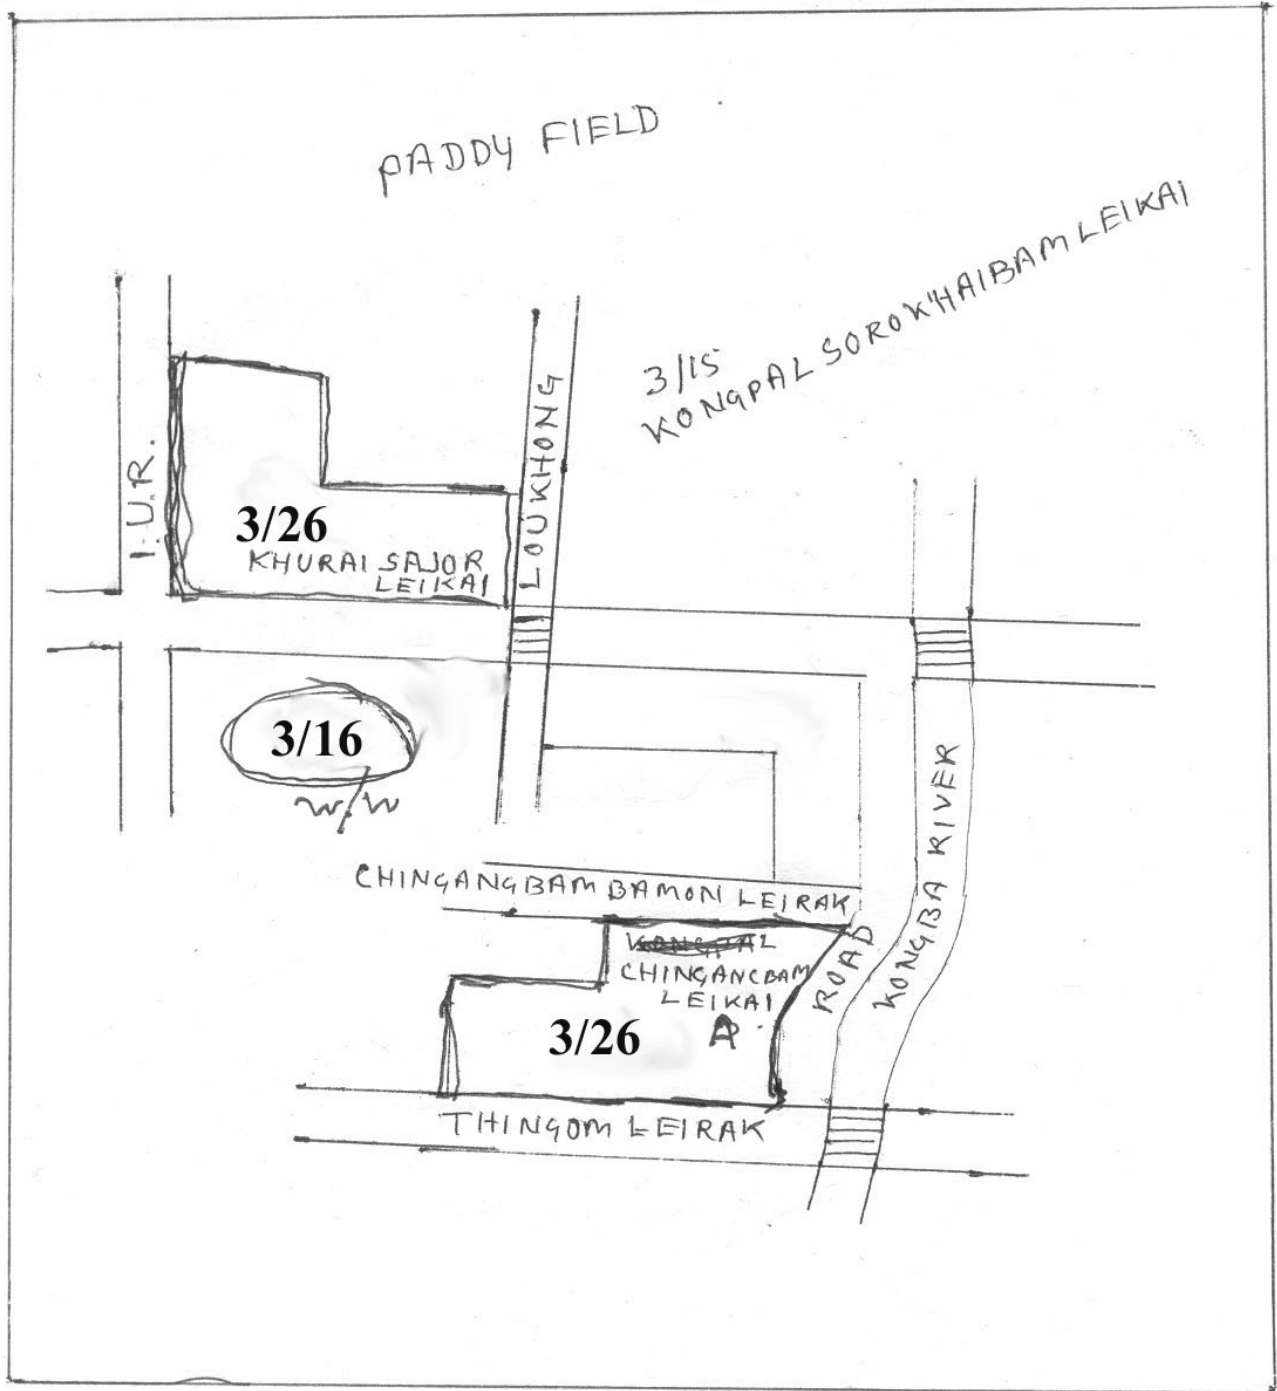 PADDY FIELD
3/15
KONGPAL SOROKHAIBAM LEIKAI
I.U.R.
LOUKHONG
3/26
KHURAI SAJOR
LEIKAI
3/16
W/W
KONGBA RIVER
CHINGANGBAM BAMON LEIRAK
ROAD
KONGPAL
CHINGANGBAM
LEIKAI
3/26
A
THINGOM LEIRAK